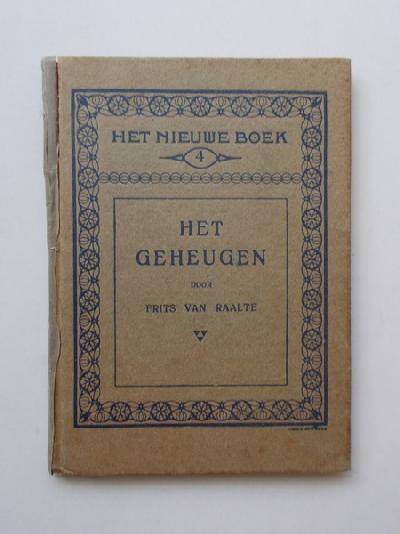 HET NIEUWE BOEK
4
HET
GEHEUGEN
DOOR
FRITS VAN RAALTE